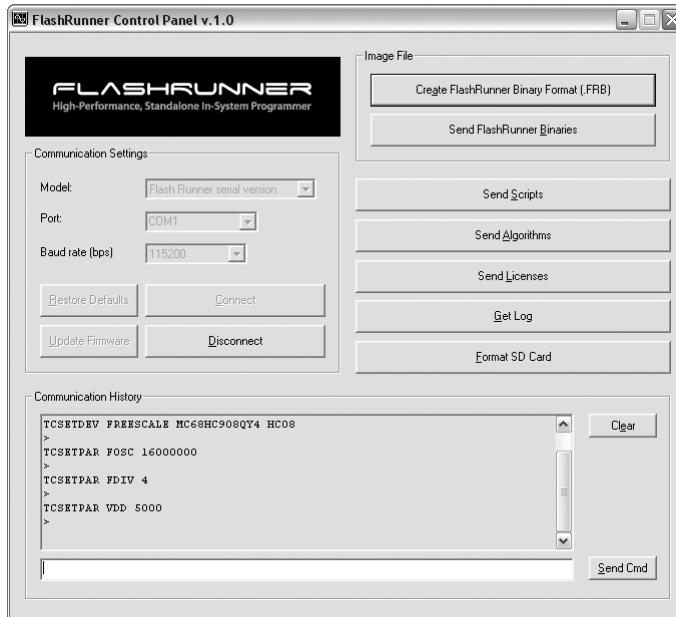 FlashRunner Control Panel v.1.0
FLASHRUNNER
High-Performance, Standalone In-System Programmer
Communication Settings
Model:
Flash Runner serial version
Port:
COM1
Baud rate (bps)
115200
Restore Defaults
Connect
Update Firmware
Disconnect
Image File
Create FlashRunner Binary Format (.FRB)
Send FlashRunner Binaries
Send Scripts
Send Algorithms
Send Licenses
Get Log
Format SD Card
Communication History
TCSETDEV FREESCALE MC68HC908QY4 HC08
>
TCSETPAR FOSC 16000000
>
TCSETPAR FDIV 4
>
TCSETPAR VDD 5000
>
Clear
Send Cmd